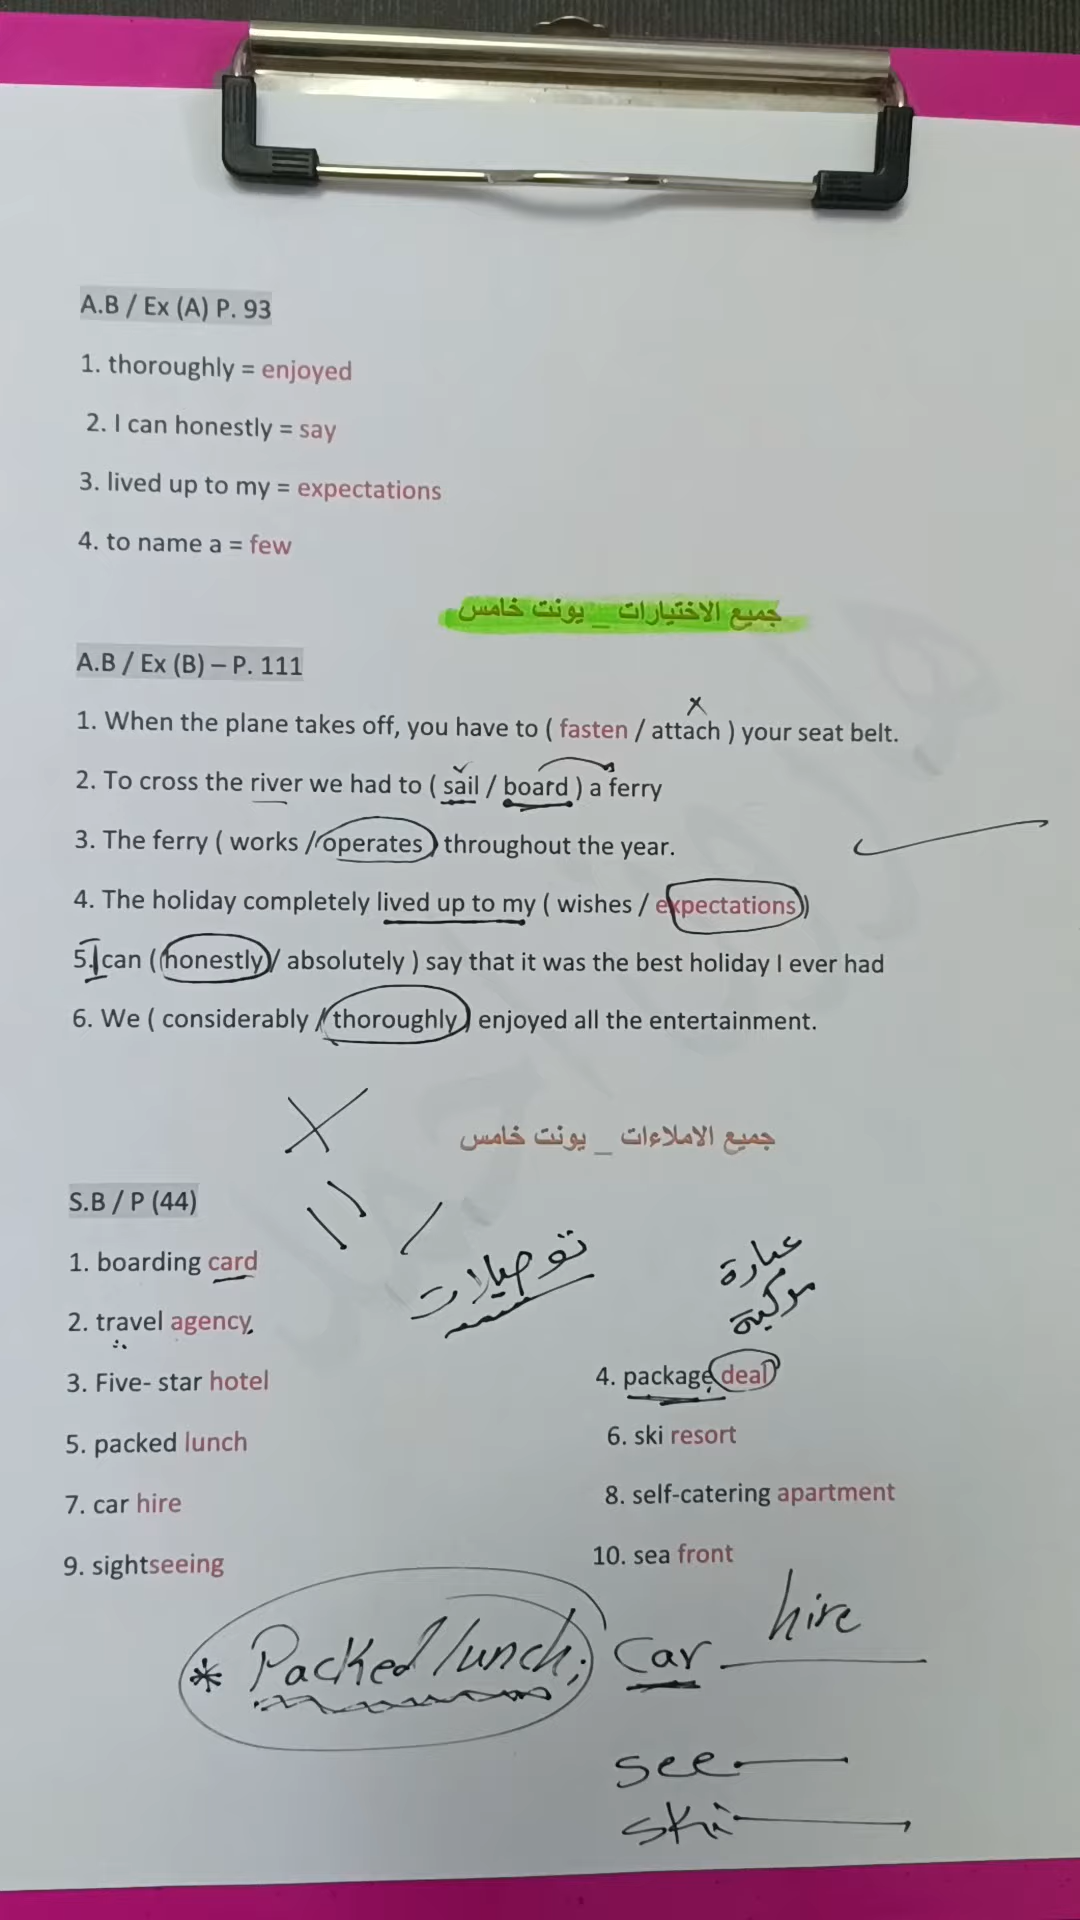 A.B / Ex (A) P. 93
1. thoroughly = enjoyed
2. I can honestly = say
3. lived up to my = expectations
4. to name a = few
جميع الاختيارات _ يونت خامس
A.B / Ex (B) – P. 111
1. When the plane takes off, you have to ( fasten / attach ) your seat belt.
2. To cross the river we had to ( sail / board ) a ferry
3. The ferry ( works / operates ) throughout the year.
4. The holiday completely lived up to my ( wishes / expectations )
5. I can ( honestly / absolutely ) say that it was the best holiday I ever had
6. We ( considerably / thoroughly ) enjoyed all the entertainment.
جميع الاملاءات _ يونت خامس
S.B / P (44)
1. boarding card
توصيلات
عبارة
مركبة
2. travel agency
3. Five- star hotel
4. package deal
5. packed lunch
6. ski resort
7. car hire
8. self-catering apartment
9. sightseeing
10. sea front
* Packed lunch; car hire
see
ski